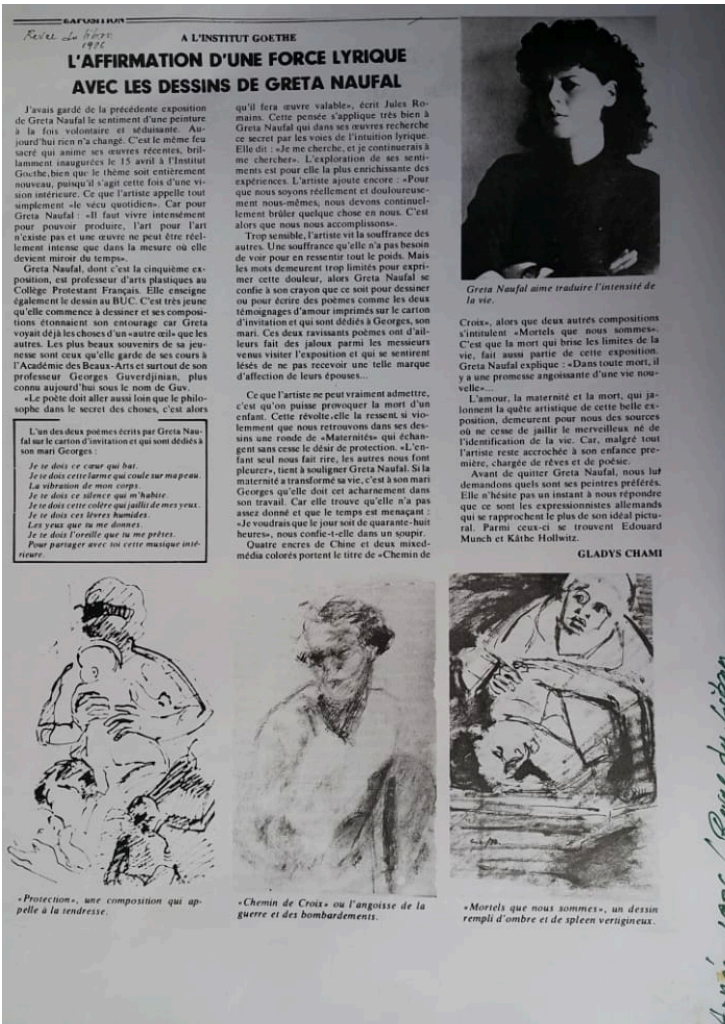 EXPOSITION
Revue du liban
1986
A L'INSTITUT GOETHE
L'AFFIRMATION D'UNE FORCE LYRIQUE
AVEC LES DESSINS DE GRETA NAUFAL
J'avais gardé de la précédente exposition
de Greta Naufal le sentiment d'une peinture
à la fois volontaire et séduisante. Au-
jourd'hui rien n'a changé. C'est le même feu
sacré qui anime ses œuvres récentes, bril-
lamment inaugurées le 15 avril à l'Institut
Goethe, bien que le thème soit entièrement
nouveau, puisqu'il s'agit cette fois d'une vi-
sion intérieure. Ce que l'artiste appelle tout
simplement «le vécu quotidien». Car pour
Greta Naufal : «Il faut vivre intensément
pour pouvoir produire, l'art pour l'art
n'existe pas et une œuvre ne peut être réel-
lement intense que dans la mesure où elle
devient miroir du temps».
Greta Naufal, dont c'est la cinquième ex-
position, est professeur d'arts plastiques au
Collège Protestant Français. Elle enseigne
également le dessin au BUC. C'est très jeune
qu'elle commence à dessiner et ses composi-
tions étonnaient son entourage car Greta
voyait déjà les choses d'un «autre œil» que les
autres. Les plus beaux souvenirs de sa jeu-
nesse sont ceux qu'elle garde de ses cours à
l'Académie des Beaux-Arts et surtout de son
professeur Georges Guverdjinian, plus
connu aujourd'hui sous le nom de Guv.
«Le poète doit aller aussi loin que le philo-
sophe dans le secret des choses, c'est alors
L'un des deux poèmes écrits par Greta Nau-
fal sur le carton d'invitation et qui sont dédiés à
son mari Georges :
Je te dois ce cœur qui bat.
Je te dois cette larme qui coule sur ma peau.
La vibration de mon corps.
Je te dois ce silence qui m'habite.
Je te dois cette colère qui jaillit de mes yeux.
Je te dois ces lèvres humides.
Les yeux que tu me donnes.
Je te dois l'oreille que tu me prêtes.
Pour partager avec toi cette musique inté-
rieure.
qu'il fera œuvre valable», écrit Jules Ro-
mains. Cette pensée s'applique très bien à
Greta Naufal qui dans ses œuvres recherche
ce secret par les voies de l'intuition lyrique.
Elle dit : «Je me cherche, et je continuerais à
me chercher». L'exploration de ses senti-
ments est pour elle la plus enrichissante des
expériences. L'artiste ajoute encore : «Pour
que nous soyons réellement et douloureuse-
ment nous-mêmes, nous devons continuel-
lement brûler quelque chose en nous. C'est
alors que nous nous accomplissons».
Trop sensible, l'artiste vit la souffrance des
autres. Une souffrance qu'elle n'a pas besoin
de voir pour en ressentir tout le poids. Mais
les mots demeurent trop limités pour expri-
mer cette douleur, alors Greta Naufal se
confie à son crayon que ce soit pour dessiner
ou pour écrire des poèmes comme les deux
témoignages d'amour imprimés sur le carton
d'invitation et qui sont dédiés à Georges, son
mari. Ces deux ravissants poèmes ont d'ail-
leurs fait des jaloux parmi les messieurs
venus visiter l'exposition et qui se sentirent
lésés de ne pas recevoir une telle marque
d'affection de leurs épouses...
Ce que l'artiste ne peut vraiment admettre,
c'est qu'on puisse provoquer la mort d'un
enfant. Cette révolte, elle la ressent si vio-
lemment que nous retrouvons dans ses des-
sins une ronde de «Maternités» qui échan-
gent sans cesse le désir de protection. «L'en-
fant seul nous fait rire, les autres nous font
pleurer», tient à souligner Greta Naufal. Si la
maternité a transformé sa vie, c'est à son mari
Georges qu'elle doit cet acharnement dans
son travail. Car elle trouve qu'elle n'a pas
assez donné et que le temps est menaçant :
«Je voudrais que le jour soit de quarante-huit
heures», nous confie-t-elle dans un soupir.
Quatre encres de Chine et deux mixed-
média colorés portent le titre de «Chemin de
Greta Naufal aime traduire l'intensité de
la vie.
Croix», alors que deux autres compositions
s'intitulent «Mortels que nous sommes».
C'est que la mort qui brise les limites de la
vie, fait aussi partie de cette exposition.
Greta Naufal explique : «Dans toute mort, il
y a une promesse angoissante d'une vie nou-
velle»...
L'amour, la maternité et la mort, qui ja-
lonnent la quête artistique de cette belle ex-
position, demeurent pour nous des sources
où ne cesse de jaillir le merveilleux né de
l'identification de la vie. Car, malgré tout
l'artiste reste accrochée à son enfance pre-
mière, chargée de rêves et de poésie.
Avant de quitter Greta Naufal, nous lui
demandons quels sont ses peintres préférés.
Elle n'hésite pas un instant à nous répondre
que ce sont les expressionnistes allemands
qui se rapprochent le plus de son idéal pictu-
ral. Parmi ceux-ci se trouvent Edouard
Munch et Käthe Hollwitz.
GLADYS CHAMI
«Protection», une composition qui ap-
pelle à la tendresse.
«Chemin de Croix» ou l'angoisse de la
guerre et des bombardements.
«Mortels que nous sommes», un dessin
rempli d'ombre et de spleen vertigineux.